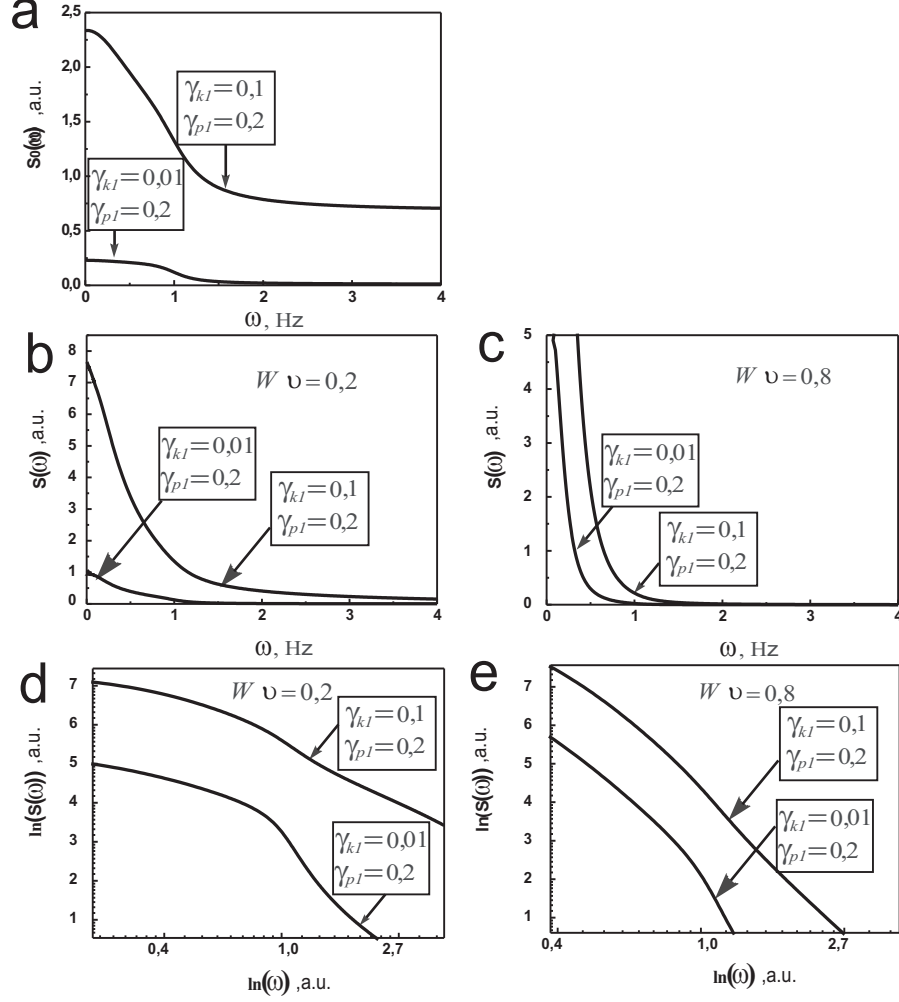 a
2,5
2,0
1,5
1,0
0,5
0,0
S0(ω) ,a.u.
γk1=0,1
γp1=0,2
γk1=0,01
γp1=0,2
0 1 2 3 4
ω, Hz
b
8
7
6
5
4
3
2
1
0
S(ω) ,a.u.
W υ=0,2
γk1=0,01
γp1=0,2
γk1=0,1
γp1=0,2
0 1 2 3 4
ω, Hz
c
5
4
3
2
1
0
S(ω) ,a.u.
W υ=0,8
γk1=0,01
γp1=0,2
γk1=0,1
γp1=0,2
0 1 2 3 4
ω, Hz
d
7
6
5
4
3
2
1
ln(S(ω)) ,a.u.
W υ=0,2
γk1=0,1
γp1=0,2
γk1=0,01
γp1=0,2
0,4 1,0 2,7
ln(ω) ,a.u.
e
7
6
5
4
3
2
1
ln(S(ω)) ,a.u.
W υ=0,8
γk1=0,1
γp1=0,2
γk1=0,01
γp1=0,2
0,4 1,0 2,7
ln(ω) ,a.u.